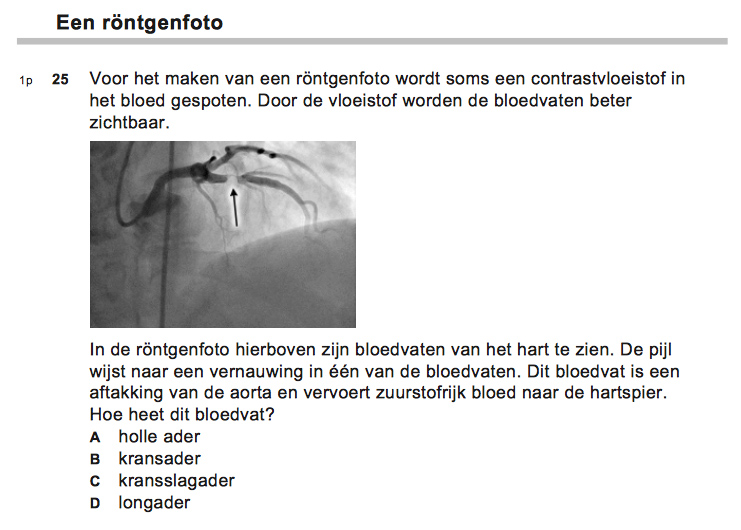 Een röntgenfoto
1p 25 Voor het maken van een röntgenfoto wordt soms een contrastvloeistof in
het bloed gespoten. Door de vloeistof worden de bloedvaten beter
zichtbaar.
In de röntgenfoto hierboven zijn bloedvaten van het hart te zien. De pijl
wijst naar een vernauwing in één van de bloedvaten. Dit bloedvat is een
aftakking van de aorta en vervoert zuurstofrijk bloed naar de hartspier.
Hoe heet dit bloedvat?
A holle ader
B kransader
C kransslagader
D longader